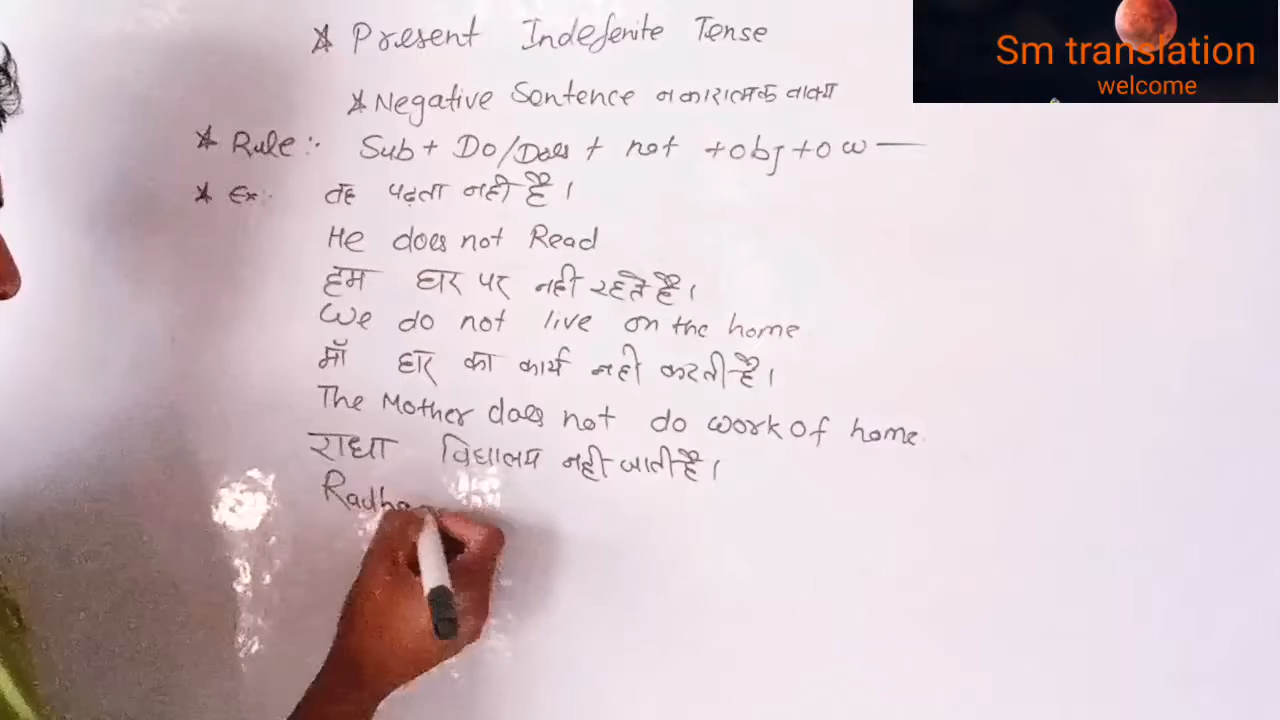 * Present Indefenite Tense
Sm translation
welcome
* Negative Sentence नकारात्मक वाक्य
* Rule :- Sub + Do/Does + not + obj + o w —
* Ex :- वह पढ़ता नही है।
He does not Read
हम घर पर नही रहते है।
We do not live on the home
माँ घर का कार्य नही करती है।
The Mother does not do work of home.
राधा विद्यालय नही जाती है।
Radha